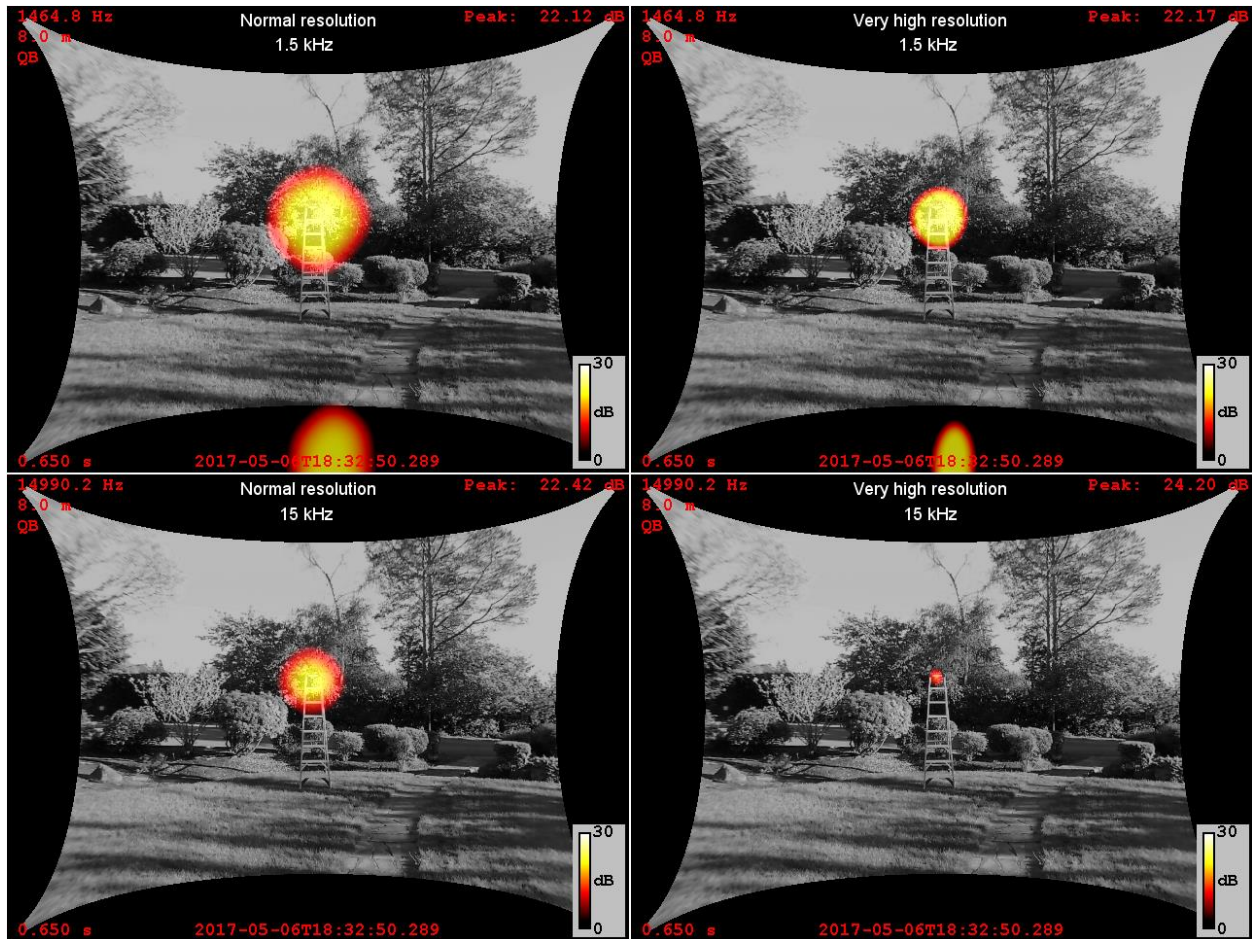 1464.8 Hz Normal resolution Peak: 22.12 dB
8.0 m 1.5 kHz
QB
30
dB
0
0.650 s 2017-05-06T18:32:50.289
1464.8 Hz Very high resolution Peak: 22.17 dB
8.0 m 1.5 kHz
QB
30
dB
0
0.650 s 2017-05-06T18:32:50.289
14990.2 Hz Normal resolution Peak: 22.42 dB
8.0 m 15 kHz
QB
30
dB
0
0.650 s 2017-05-06T18:32:50.289
14990.2 Hz Very high resolution Peak: 24.20 dB
8.0 m 15 kHz
QB
30
dB
0
0.650 s 2017-05-06T18:32:50.289